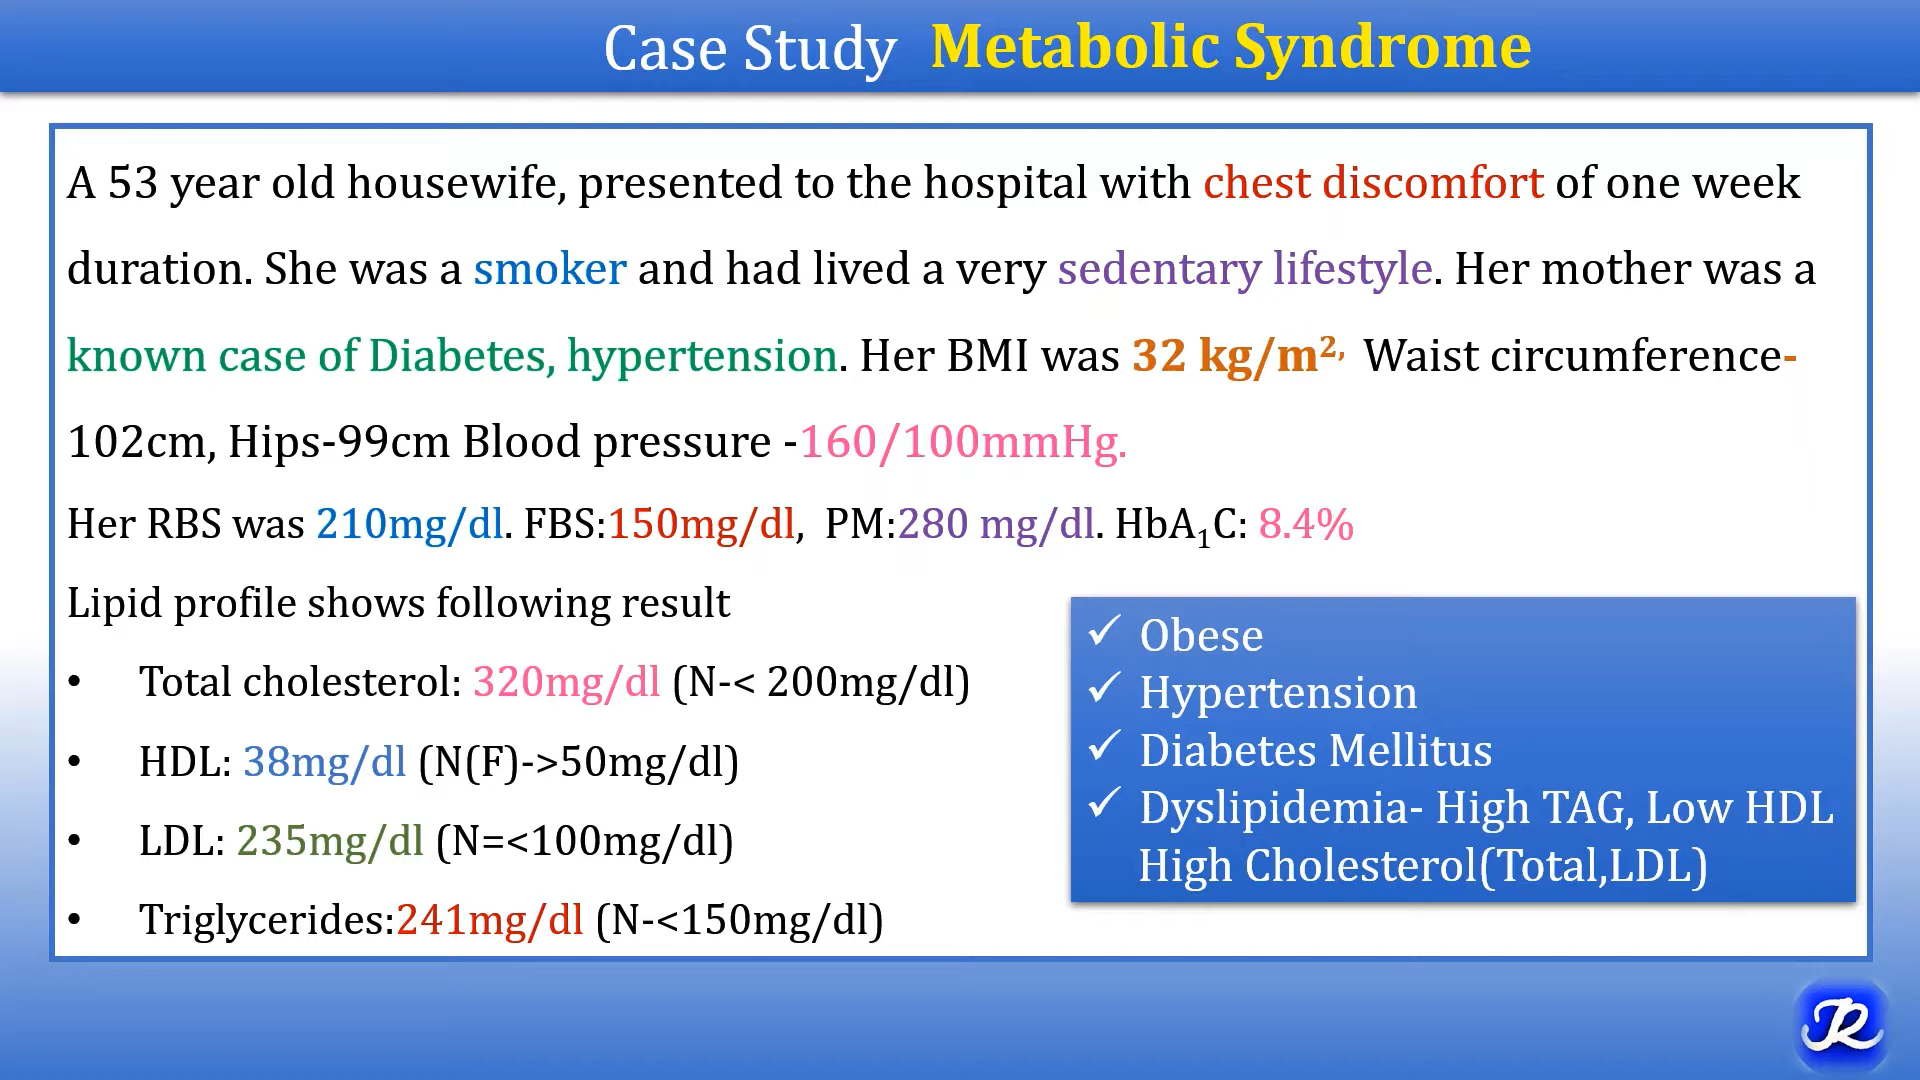 Case Study Metabolic Syndrome
A 53 year old housewife, presented to the hospital with chest discomfort of one week
duration. She was a smoker and had lived a very sedentary lifestyle. Her mother was a
known case of Diabetes, hypertension. Her BMI was 32 kg/m², Waist circumference-
102cm, Hips-99cm Blood pressure -160/100mmHg.
Her RBS was 210mg/dl. FBS:150mg/dl, PM:280 mg/dl. HbA₁C: 8.4%
Lipid profile shows following result
• Total cholesterol: 320mg/dl (N-< 200mg/dl)
• HDL: 38mg/dl (N(F)->50mg/dl)
• LDL: 235mg/dl (N=<100mg/dl)
• Triglycerides:241mg/dl (N-<150mg/dl)
✓ Obese
✓ Hypertension
✓ Diabetes Mellitus
✓ Dyslipidemia- High TAG, Low HDL
High Cholesterol(Total,LDL)
JR